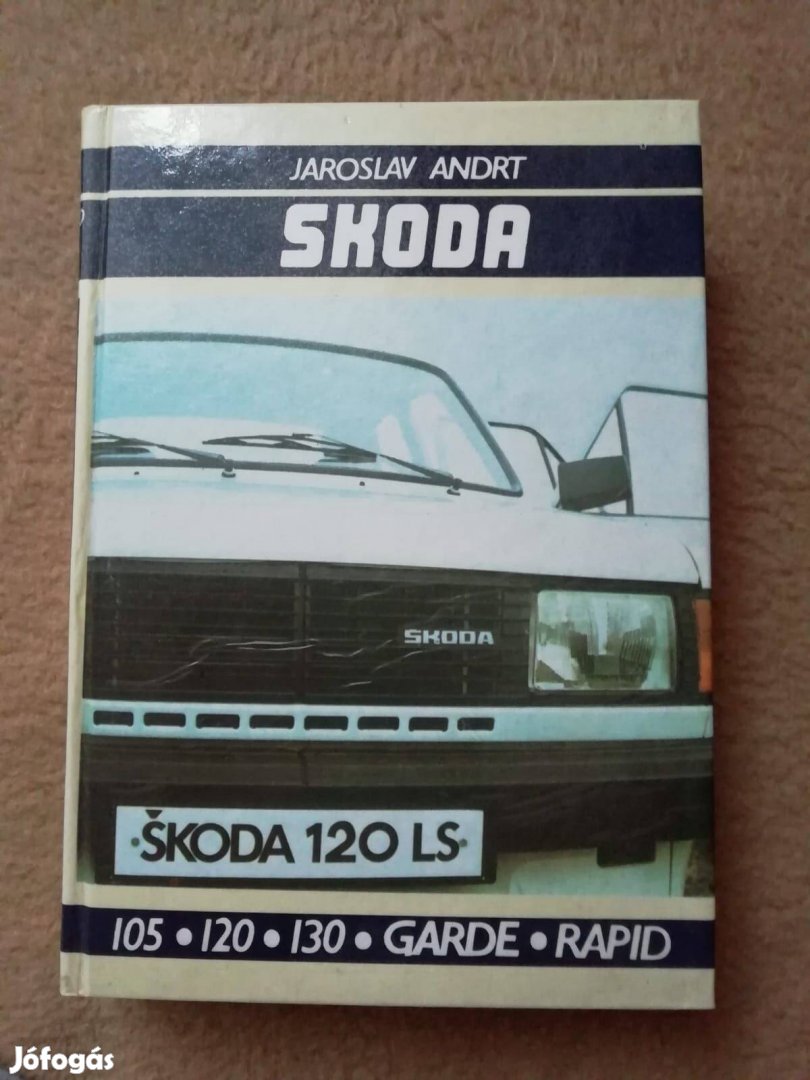 JAROSLAV ANDRT
SKODA
SKODA
ŠKODA 120 LS
105 • 120 • 130 • GARDE • RAPID
Jófogás